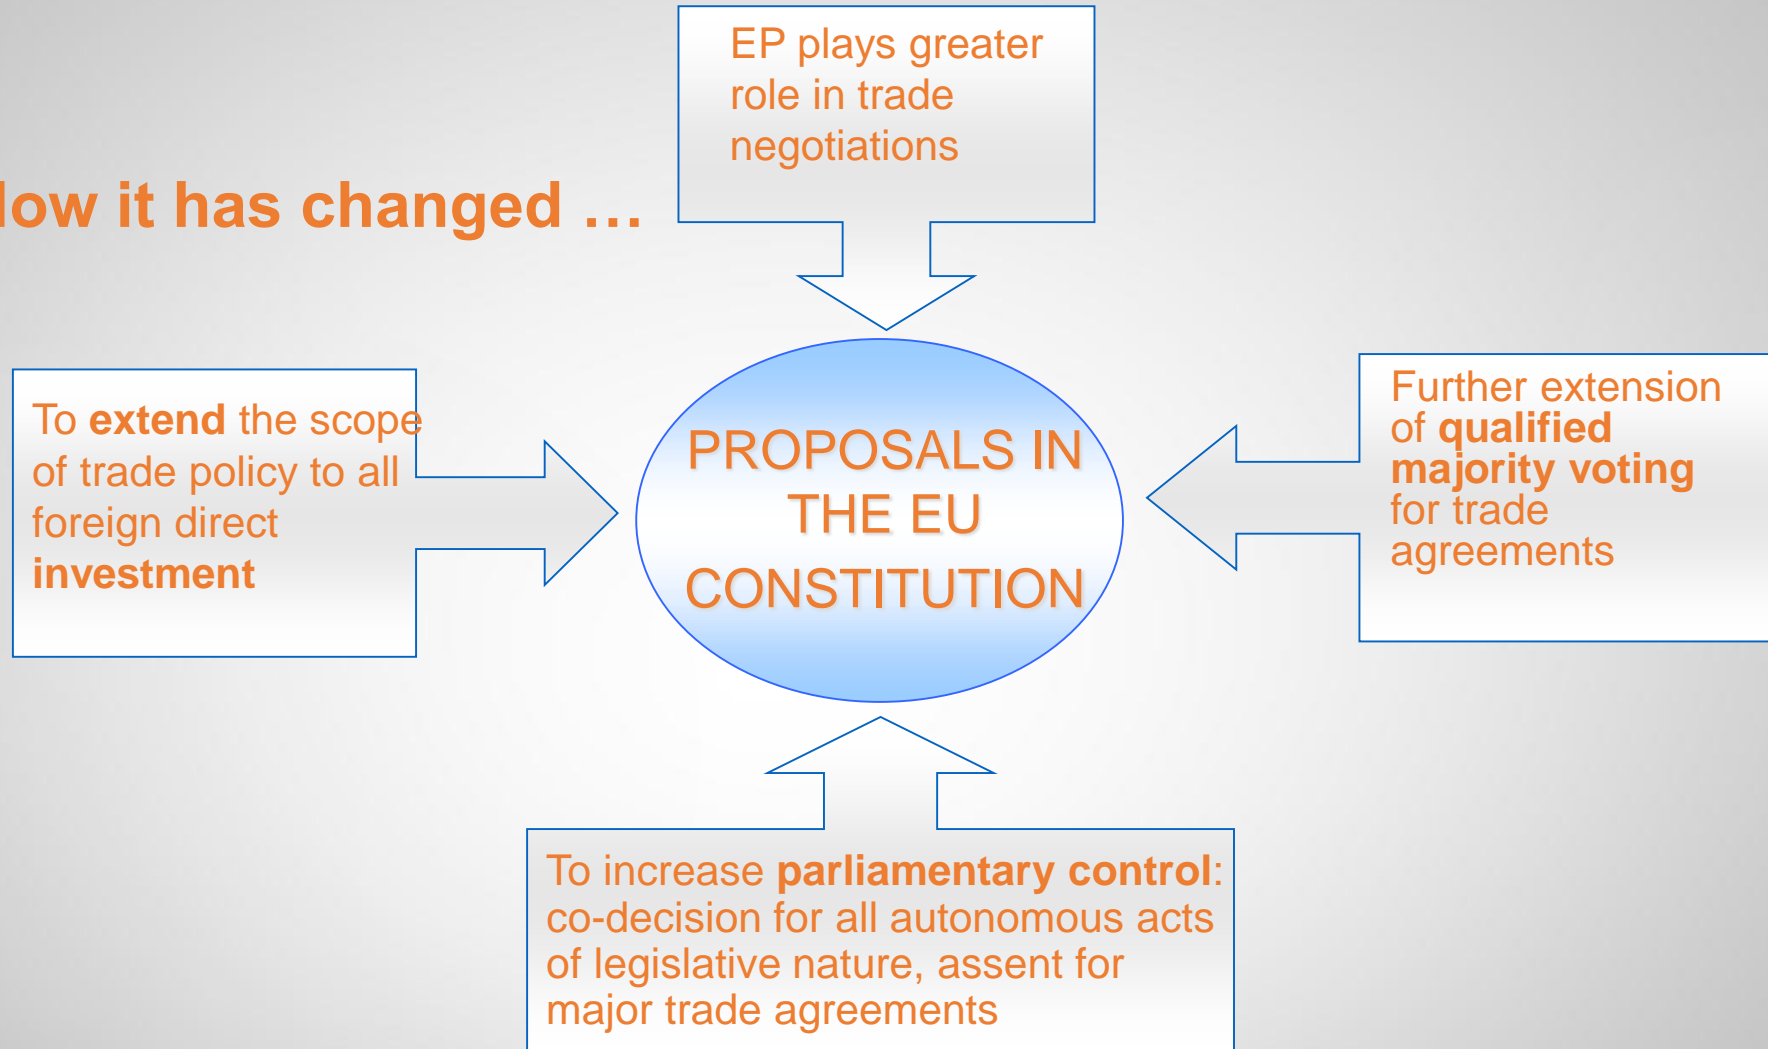 EP plays greater
role in trade
negotiations
How it has changed …
To extend the scope
of trade policy to all
foreign direct
investment
PROPOSALS IN
THE EU
CONSTITUTION
Further extension
of qualified
majority voting
for trade
agreements
To increase parliamentary control:
co-decision for all autonomous acts
of legislative nature, assent for
major trade agreements